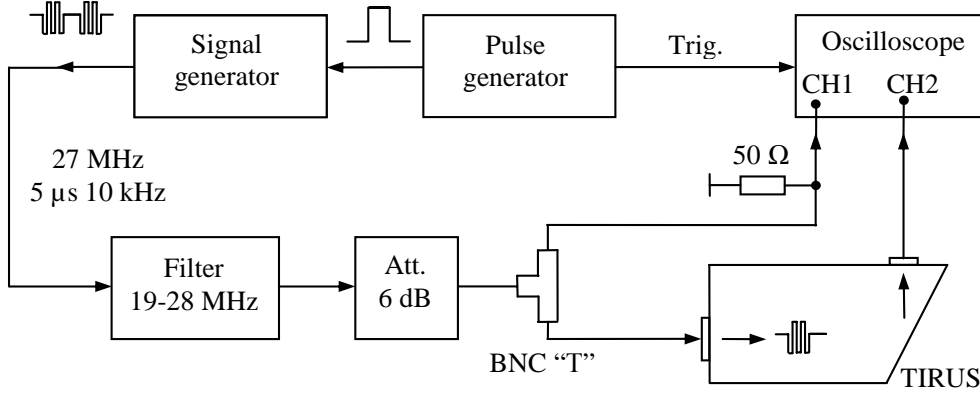 Signal
generator
Pulse
generator
Trig.
Oscilloscope
CH1 CH2
27 MHz
5 µs 10 kHz
50 Ω
Filter
19-28 MHz
Att.
6 dB
BNC “T”
TIRUS